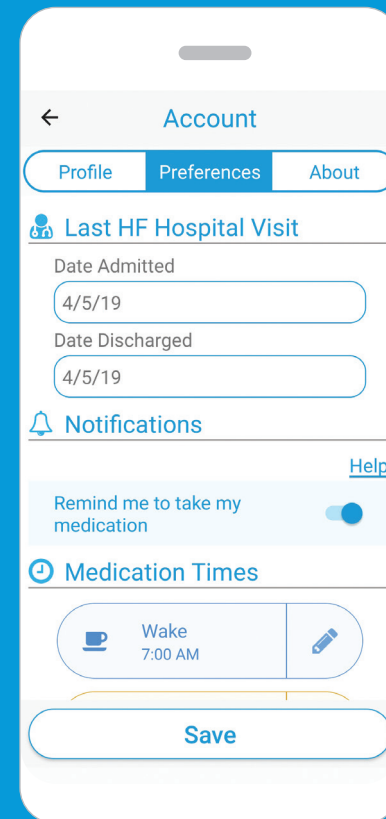 Account
Profile Preferences About
Last HF Hospital Visit
Date Admitted
4/5/19
Date Discharged
4/5/19
Notifications
Help
Remind me to take my
medication
Medication Times
Wake
7:00 AM
Save